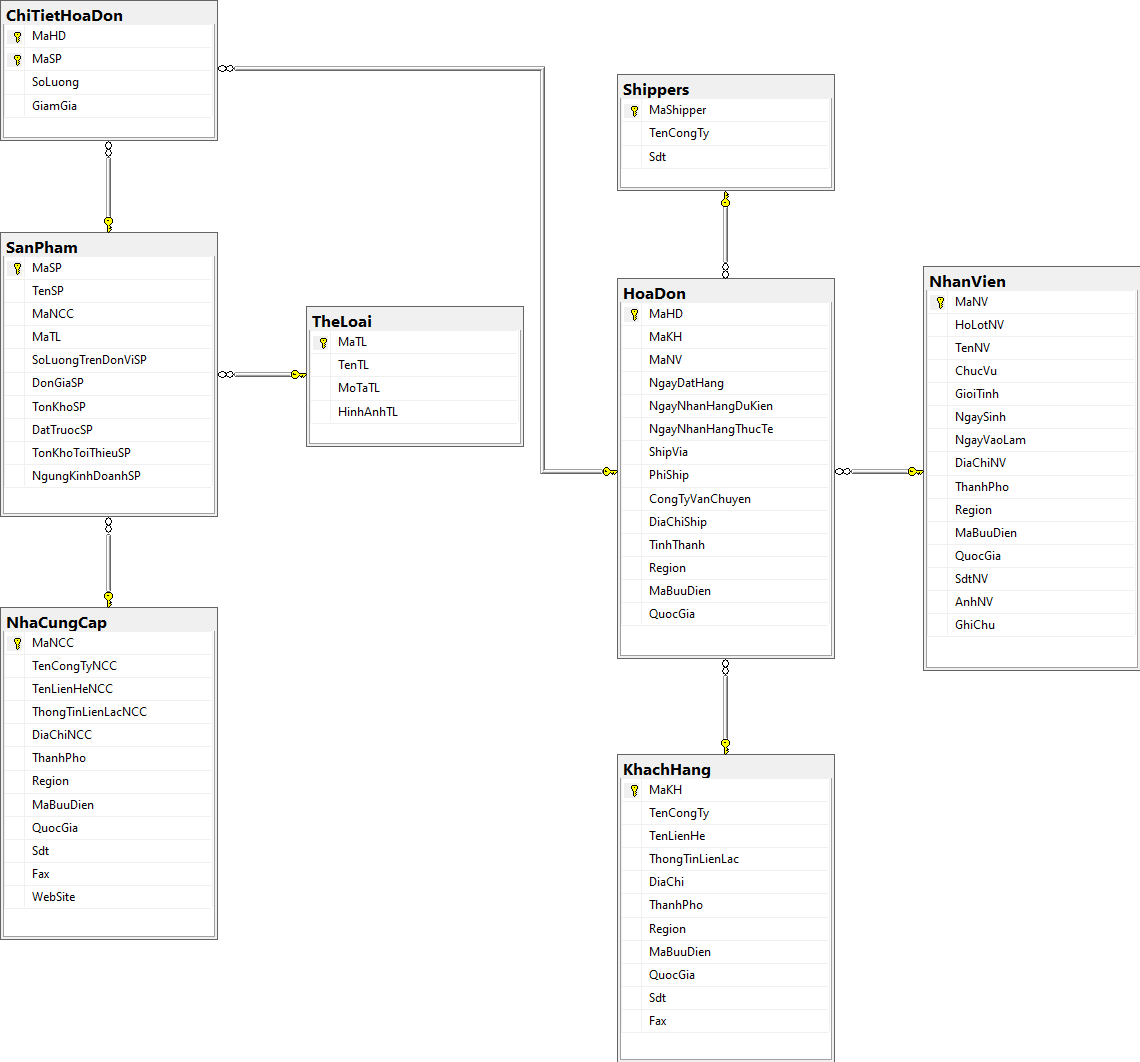 ChiTietHoaDon
MaHD
MaSP
SoLuong
GiamGia
Shippers
MaShipper
TenCongTy
Sdt
SanPham
MaSP
TenSP
MaNCC
MaTL
SoLuongTrenDonViSP
DonGiaSP
TonKhoSP
DatTruocSP
TonKhoToiThieuSP
NgungKinhDoanhSP
TheLoai
MaTL
TenTL
MoTaTL
HinhAnhTL
HoaDon
MaHD
MaKH
MaNV
NgayDatHang
NgayNhanHangDuKien
NgayNhanHangThucTe
ShipVia
PhiShip
CongTyVanChuyen
DiaChiShip
TinhThanh
Region
MaBuuDien
QuocGia
NhanVien
MaNV
HoLotNV
TenNV
ChucVu
GioiTinh
NgaySinh
NgayVaoLam
DiaChiNV
ThanhPho
Region
MaBuuDien
QuocGia
SdtNV
AnhNV
GhiChu
NhaCungCap
MaNCC
TenCongTyNCC
TenLienHeNCC
ThongTinLienLacNCC
DiaChiNCC
ThanhPho
Region
MaBuuDien
QuocGia
Sdt
Fax
WebSite
KhachHang
MaKH
TenCongTy
TenLienHe
ThongTinLienLac
DiaChi
ThanhPho
Region
MaBuuDien
QuocGia
Sdt
Fax